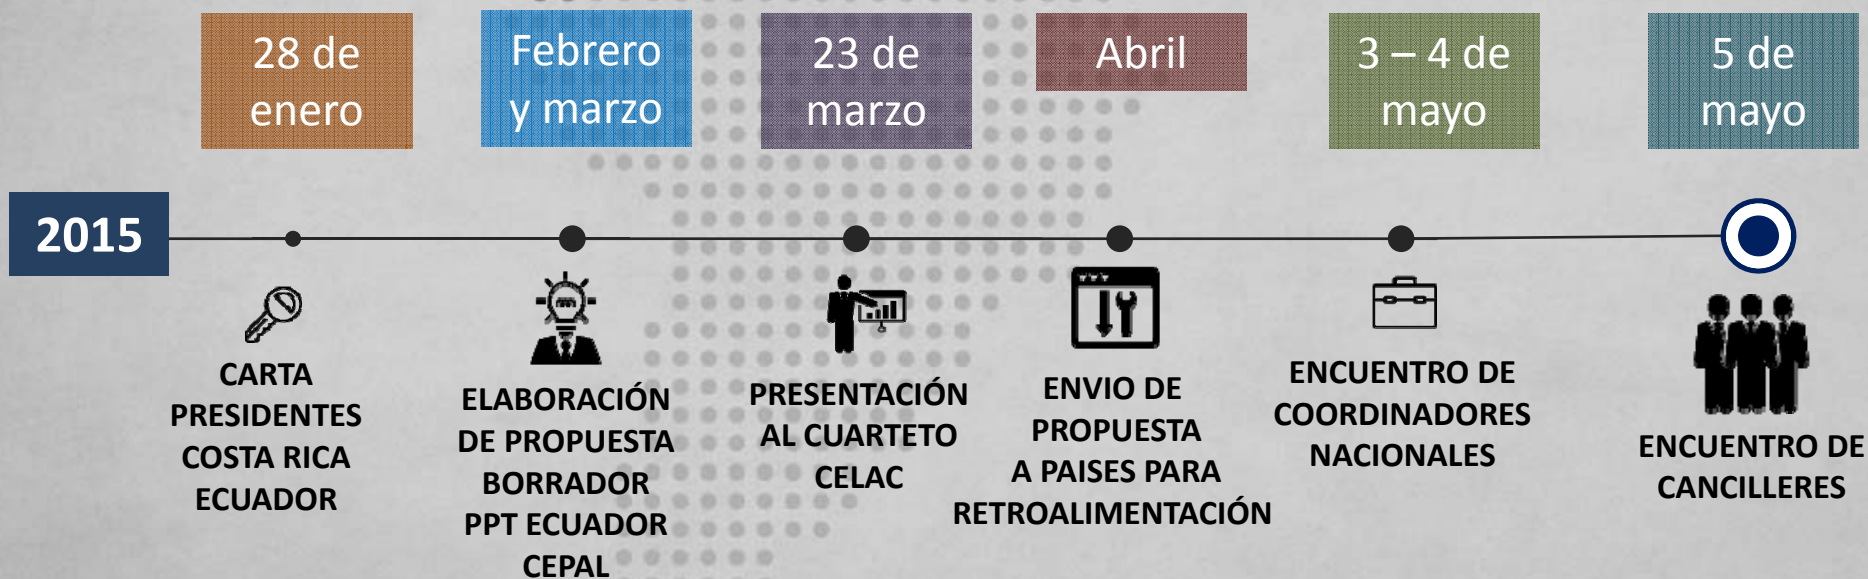 28 de
enero
Febrero
y marzo
23 de
marzo
Abril
3 – 4 de
mayo
5 de
mayo
2015
CARTA
PRESIDENTES
COSTA RICA
ECUADOR
ELABORACIÓN
DE PROPUESTA
BORRADOR
PPT ECUADOR
CEPAL
PRESENTACIÓN
AL CUARTETO
CELAC
ENVIO DE
PROPUESTA
A PAISES PARA
RETROALIMENTACIÓN
ENCUENTRO DE
COORDINADORES
NACIONALES
ENCUENTRO DE
CANCILLERES